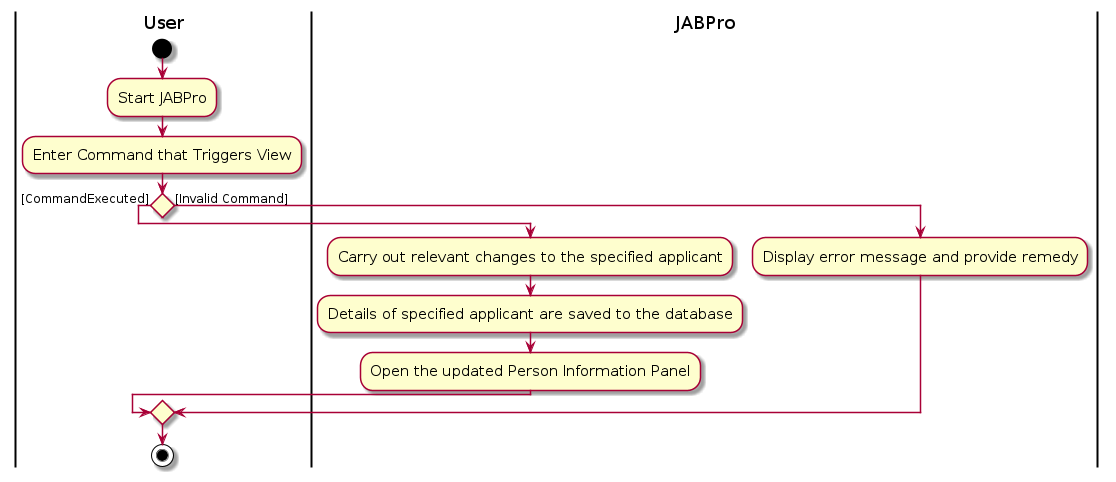 User
JABPro
Start JABPro
Enter Command that Triggers View
[CommandExecuted]
[Invalid Command]
Carry out relevant changes to the specified applicant
Display error message and provide remedy
Details of specified applicant are saved to the database
Open the updated Person Information Panel